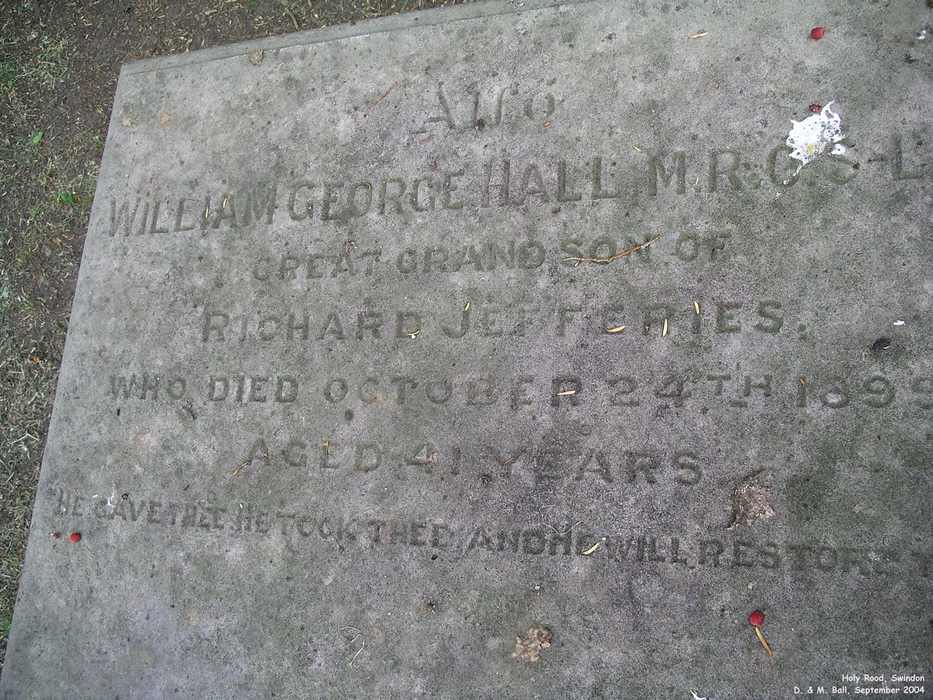 Also
WILLIAM GEORGE HALL, M.R.C.S-L
GREAT GRANDSON OF
RICHARD JEFFERIES.
WHO DIED OCTOBER 24TH 1899
AGED 41 YEARS
"HE GAVE THEE, HE TOOK THEE, AND HE WILL RESTORE T
Holy Rood, Swindon
D. & M. Ball, September 2004